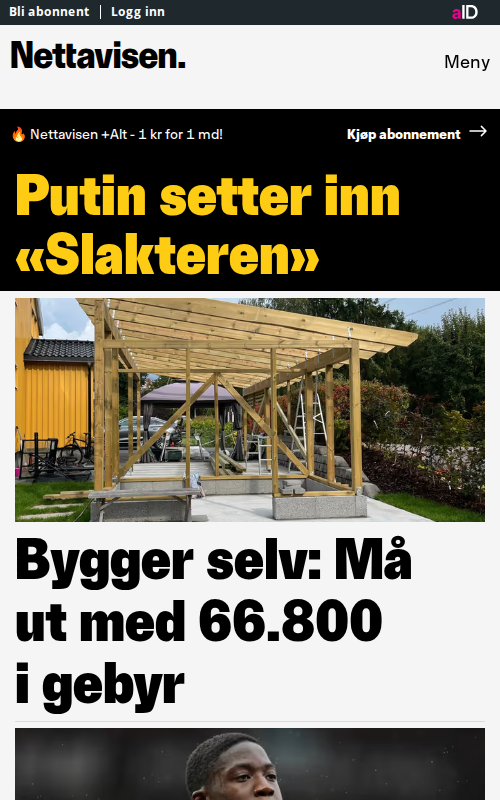 Bli abonnent | Logg inn
aID
Nettavisen.
Meny
🔥 Nettavisen +Alt - 1 kr for 1 md!
Kjøp abonnement →
Putin setter inn
«Slakteren»
Bygger selv: Må
ut med 66.800
i gebyr